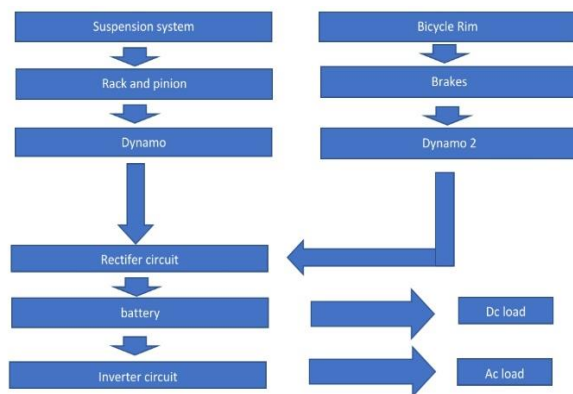 Suspension system
Bicycle Rim
Rack and pinion
Brakes
Dynamo
Dynamo 2
Rectifer circuit
battery
Dc load
Inverter circuit
Ac load